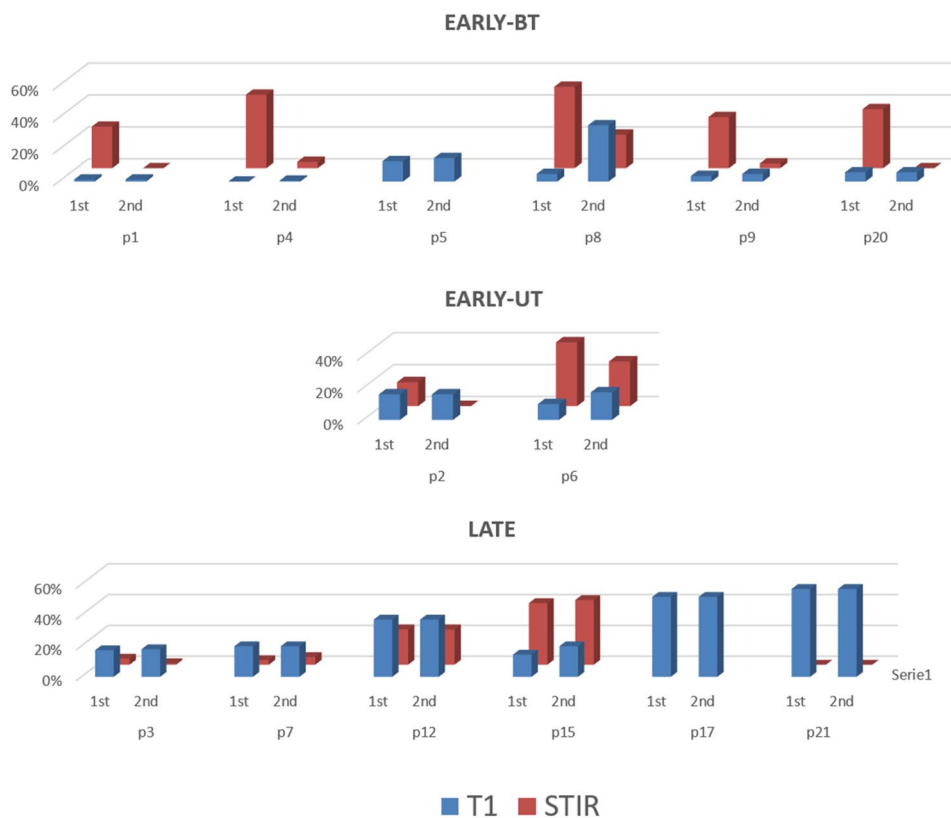 EARLY-BT
60%
40%
20%
0%
1st 2nd 1st 2nd 1st 2nd 1st 2nd 1st 2nd 1st 2nd
p1 p4 p5 p8 p9 p20
EARLY-UT
40%
20%
0%
1st 2nd 1st 2nd
p2 p6
LATE
60%
40%
20%
0%
Serie1
1st 2nd 1st 2nd 1st 2nd 1st 2nd 1st 2nd 1st 2nd
p3 p7 p12 p15 p17 p21
T1 STIR